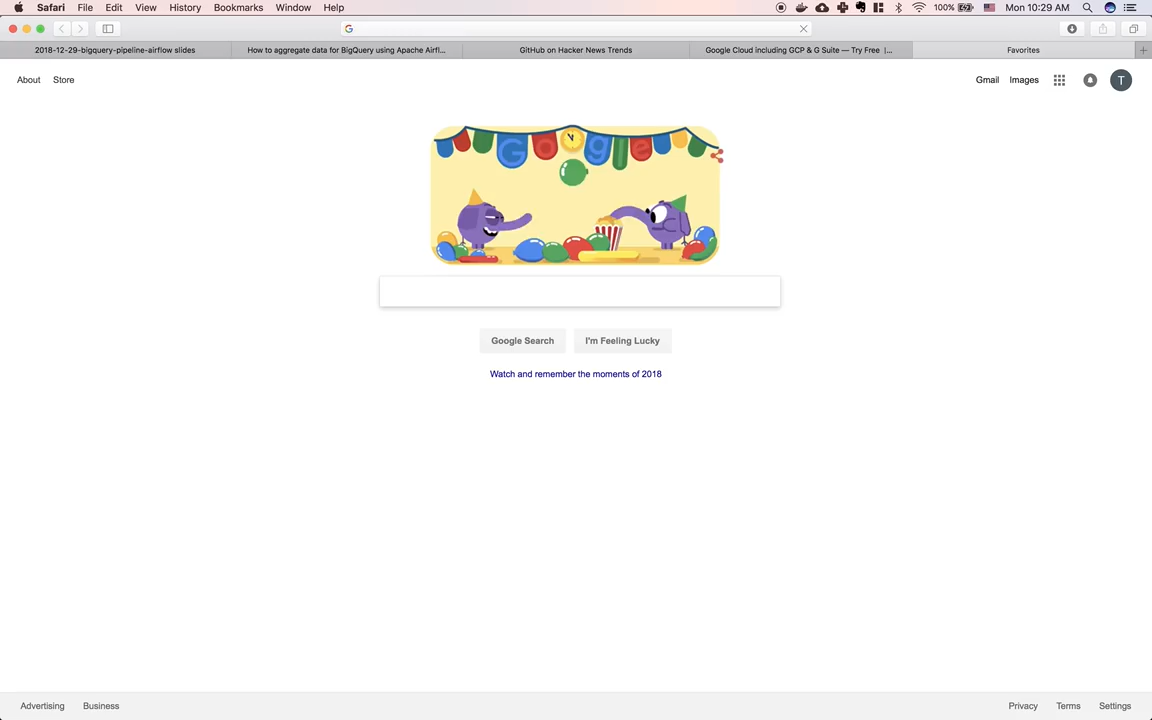 Safari File Edit View History Bookmarks Window Help 100% Mon 10:29 AM
G
2018-12-29-bigquery-pipeline-airflow slides How to aggregate data for BigQuery using Apache Airfl... GitHub on Hacker News Trends Google Cloud including GCP & G Suite — Try Free |... Favorites
About Store Gmail Images T
Google
Google Search I'm Feeling Lucky
Watch and remember the moments of 2018
Advertising Business Privacy Terms Settings